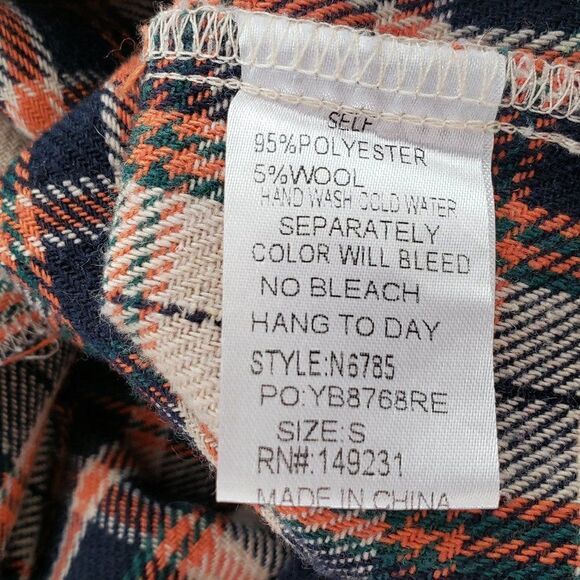 SELF
95%POLYESTER
5%WOOL
HAND WASH COLD WATER
SEPARATELY
COLOR WILL BLEED
NO BLEACH
HANG TO DAY
STYLE:N6785
PO:YB8768RE
SIZE:S
RN#:149231
MADE IN CHINA